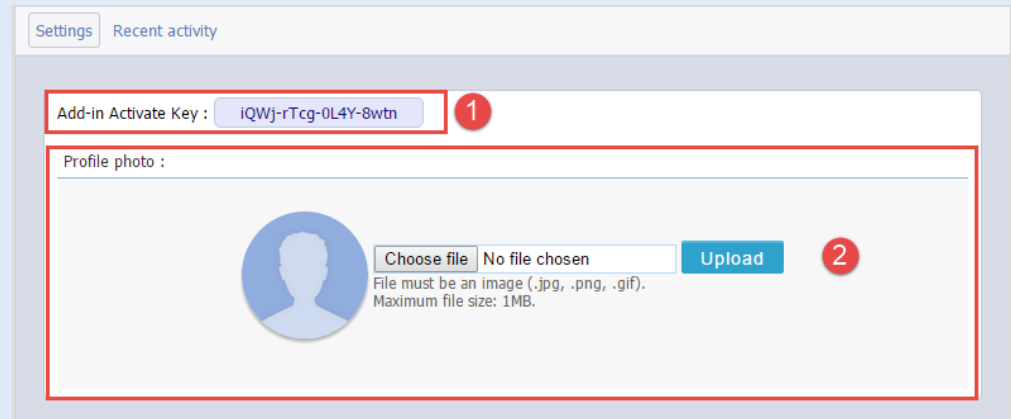 Settings Recent activity
Add-in Activate Key : iQWj-rTcg-0L4Y-8wtn 1
Profile photo :
Choose file No file chosen Upload 2
File must be an image (.jpg, .png, .gif).
Maximum file size: 1MB.